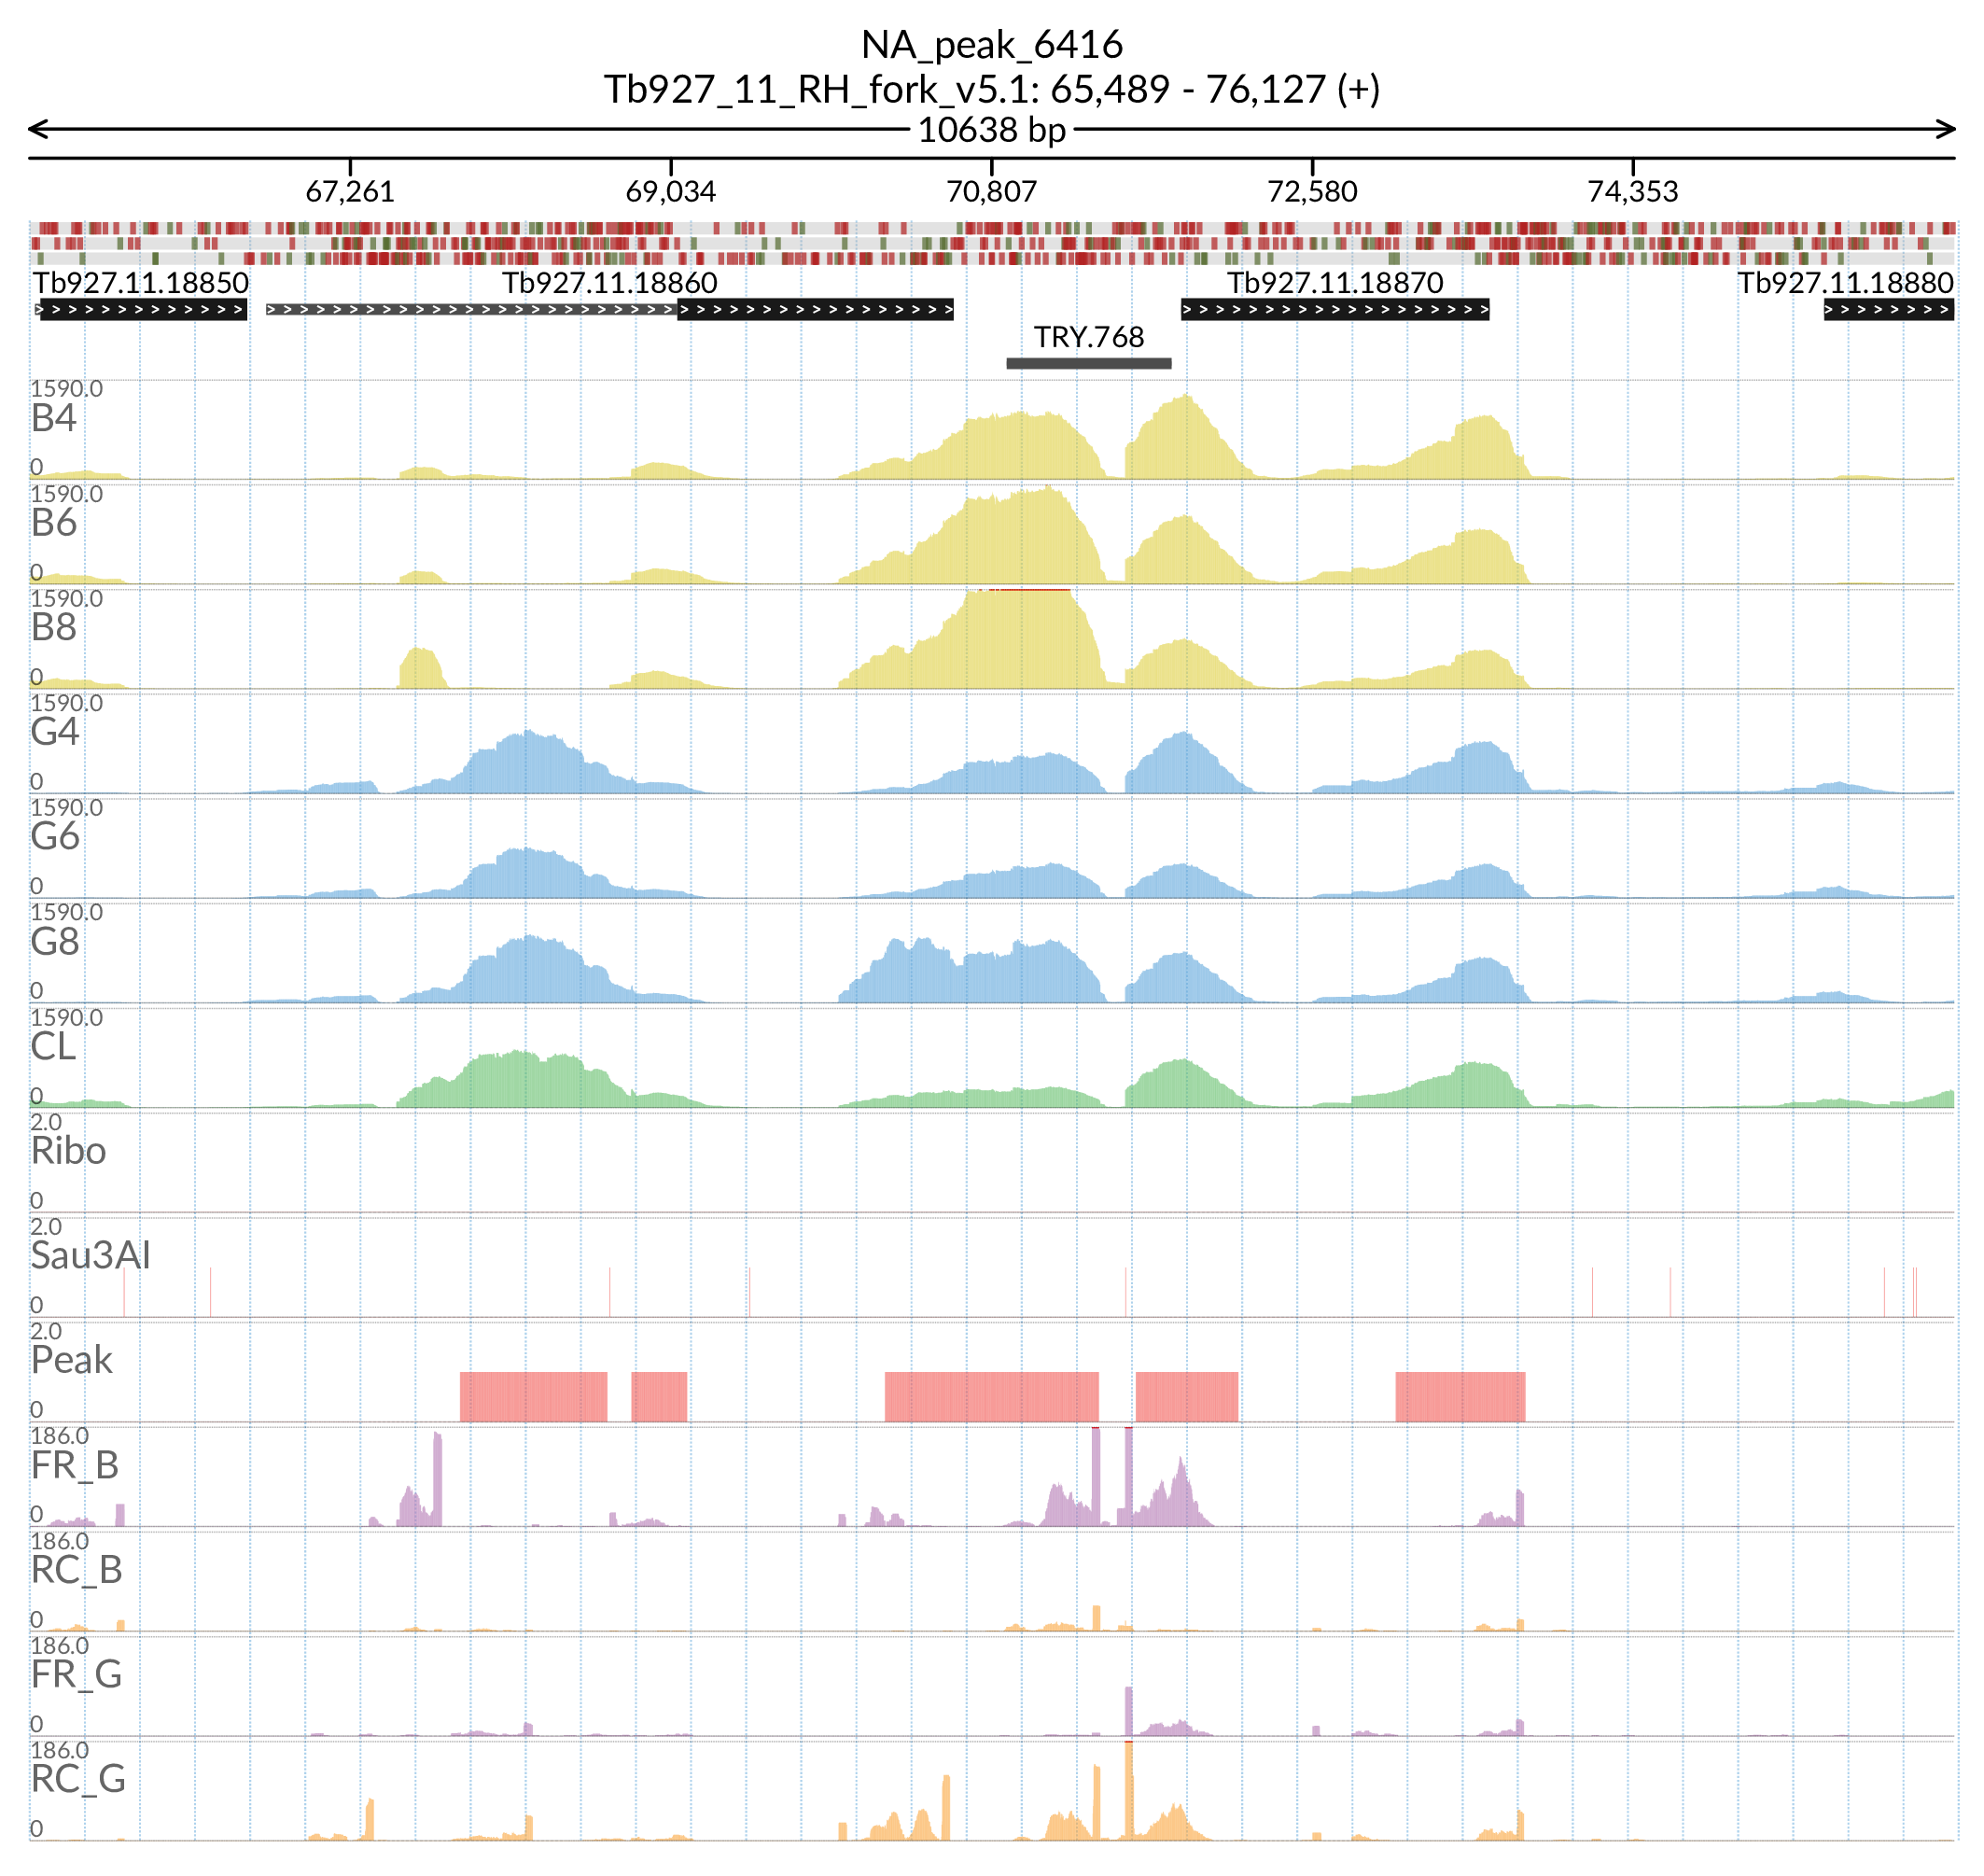 NA_peak_6416
Tb927_11_RH_fork_v5.1: 65,489 - 76,127 (+)
10638 bp
67,261 69,034 70,807 72,580 74,353
Tb927.11.18850 Tb927.11.18860 Tb927.11.18870 Tb927.11.18880
TRY.768
1590.0
B4
0
1590.0
B6
0
1590.0
B8
0
1590.0
G4
0
1590.0
G6
0
1590.0
G8
0
1590.0
CL
0
2.0
Ribo
0
2.0
Sau3AI
0
2.0
Peak
0
186.0
FR_B
0
186.0
RC_B
0
186.0
FR_G
0
186.0
RC_G
0